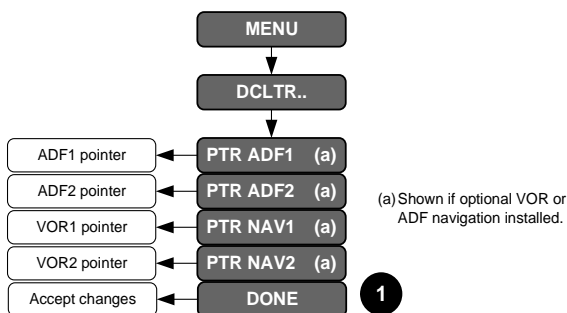 MENU
DCLTR..
ADF1 pointer
PTR ADF1 (a)
ADF2 pointer
PTR ADF2 (a)
(a) Shown if optional VOR or
ADF navigation installed.
VOR1 pointer
PTR NAV1 (a)
VOR2 pointer
PTR NAV2 (a)
Accept changes
DONE
1